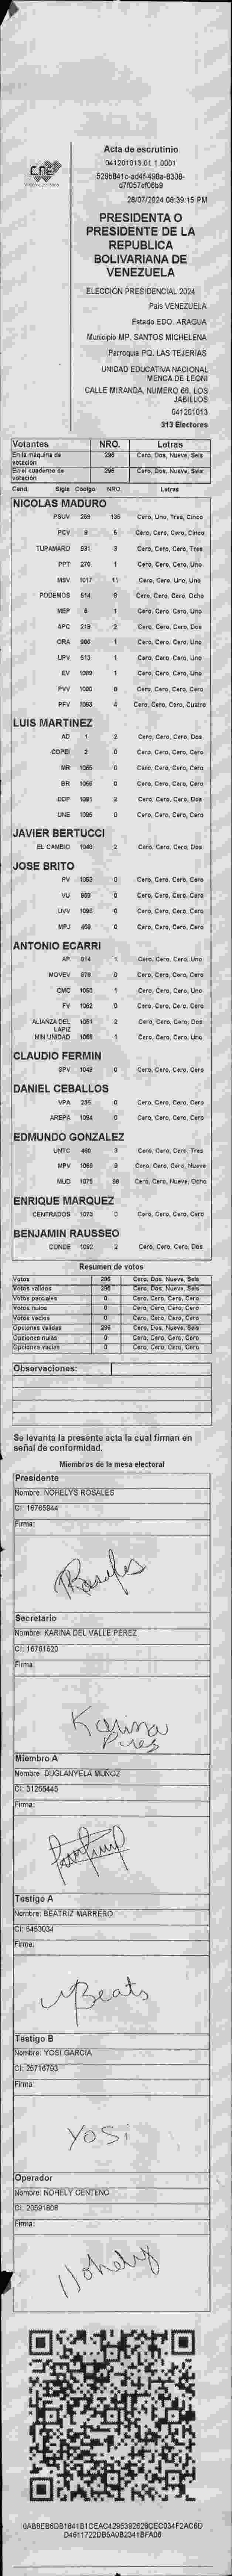 CNE
Acta de escrutinio
041201013.01.1.0001
529b841c-ad4f-498a-8308-
d7f057ef06b9
28/07/2024 06:39:15 PM
PRESIDENTA O
PRESIDENTE DE LA
REPUBLICA
BOLIVARIANA DE
VENEZUELA
ELECCIÓN PRESIDENCIAL 2024
País VENEZUELA
Estado EDO. ARAGUA
Municipio MP. SANTOS MICHELENA
Parroquia PQ. LAS TEJERIAS
UNIDAD EDUCATIVA NACIONAL
MENCA DE LEONI
CALLE MIRANDA, NUMERO 66, LOS
JABILLOS
041201013
313 Electores
Votantes NRO. Letras
En la máquina de votación 296 Cero, Dos, Nueve, Seis
En el cuaderno de votación 296 Cero, Dos, Nueve, Seis
Cand. Sigla Código NRO. Letras
NICOLAS MADURO
PSUV 269 135 Cero, Uno, Tres, Cinco
PCV 9 5 Cero, Cero, Cero, Cinco
TUPAMARO 931 3 Cero, Cero, Cero, Tres
PPT 276 1 Cero, Cero, Cero, Uno
MSV 1017 11 Cero, Cero, Uno, Uno
PODEMOS 514 8 Cero, Cero, Cero, Ocho
MEP 6 1 Cero, Cero, Cero, Uno
APC 219 2 Cero, Cero, Cero, Dos
ORA 806 1 Cero, Cero, Cero, Uno
UPV 513 1 Cero, Cero, Cero, Uno
EV 1089 1 Cero, Cero, Cero, Uno
PVV 1090 0 Cero, Cero, Cero, Cero
PFV 1093 4 Cero, Cero, Cero, Cuatro
LUIS MARTINEZ
AD 1 2 Cero, Cero, Cero, Dos
COPEI 2 0 Cero, Cero, Cero, Cero
MR 1065 0 Cero, Cero, Cero, Cero
BR 1056 0 Cero, Cero, Cero, Cero
DDP 1091 2 Cero, Cero, Cero, Dos
UNE 1095 0 Cero, Cero, Cero, Cero
JAVIER BERTUCCI
EL CAMBIO 1048 2 Cero, Cero, Cero, Dos
JOSE BRITO
PV 1053 0 Cero, Cero, Cero, Cero
VU 869 0 Cero, Cero, Cero, Cero
UVV 1096 0 Cero, Cero, Cero, Cero
MPJ 458 0 Cero, Cero, Cero, Cero
ANTONIO ECARRI
AP 914 1 Cero, Cero, Cero, Uno
MOVEV 879 0 Cero, Cero, Cero, Cero
CMC 1050 1 Cero, Cero, Cero, Uno
FV 1062 0 Cero, Cero, Cero, Cero
ALIANZA DEL LAPIZ 1051 2 Cero, Cero, Cero, Dos
MIN UNIDAD 1068 1 Cero, Cero, Cero, Uno
CLAUDIO FERMIN
SPV 1049 0 Cero, Cero, Cero, Cero
DANIEL CEBALLOS
VPA 236 0 Cero, Cero, Cero, Cero
AREPA 1094 0 Cero, Cero, Cero, Cero
EDMUNDO GONZALEZ
UNTC 460 3 Cero, Cero, Cero, Tres
MPV 1089 9 Cero, Cero, Cero, Nueve
MUD 1075 98 Cero, Cero, Nueve, Ocho
ENRIQUE MARQUEZ
CENTRADOS 1073 0 Cero, Cero, Cero, Cero
BENJAMIN RAUSSEO
CONDE 1092 2 Cero, Cero, Cero, Dos
Resumen de votos
Votos 296 Cero, Dos, Nueve, Seis
Votos validos 296 Cero, Dos, Nueve, Seis
Votos parciales 0 Cero, Cero, Cero, Cero
Votos nulos 0 Cero, Cero, Cero, Cero
Votos vacíos 0 Cero, Cero, Cero, Cero
Opciones validas 296 Cero, Dos, Nueve, Seis
Opciones nulas 0 Cero, Cero, Cero, Cero
Opciones vacías 0 Cero, Cero, Cero, Cero
Observaciones:
Se levanta la presente acta la cual firman en
señal de conformidad.
Miembros de la mesa electoral
Presidente
Nombre: NOHELYS ROSALES
CI: 16765944
Firma:
Rosales
Secretario
Nombre: KARINA DEL VALLE PEREZ
CI: 16761620
Firma:
Karina
Pires
Miembro A
Nombre: DUGLANYELA MUÑOZ
CI: 31265445
Firma:
Testigo A
Nombre: BEATRIZ MARRERO
CI: 5453034
Firma:
Beats
Testigo B
Nombre: YOSI GARCIA
CI: 25716793
Firma:
Yosi
Operador
Nombre: NOHELY CENTENO
CI: 20591808
Firma:
Nohely
0AB6EB6DB1841B1CEAC4295392628CEC034F2AC6D
D4611722DB5A0B2341BFA06